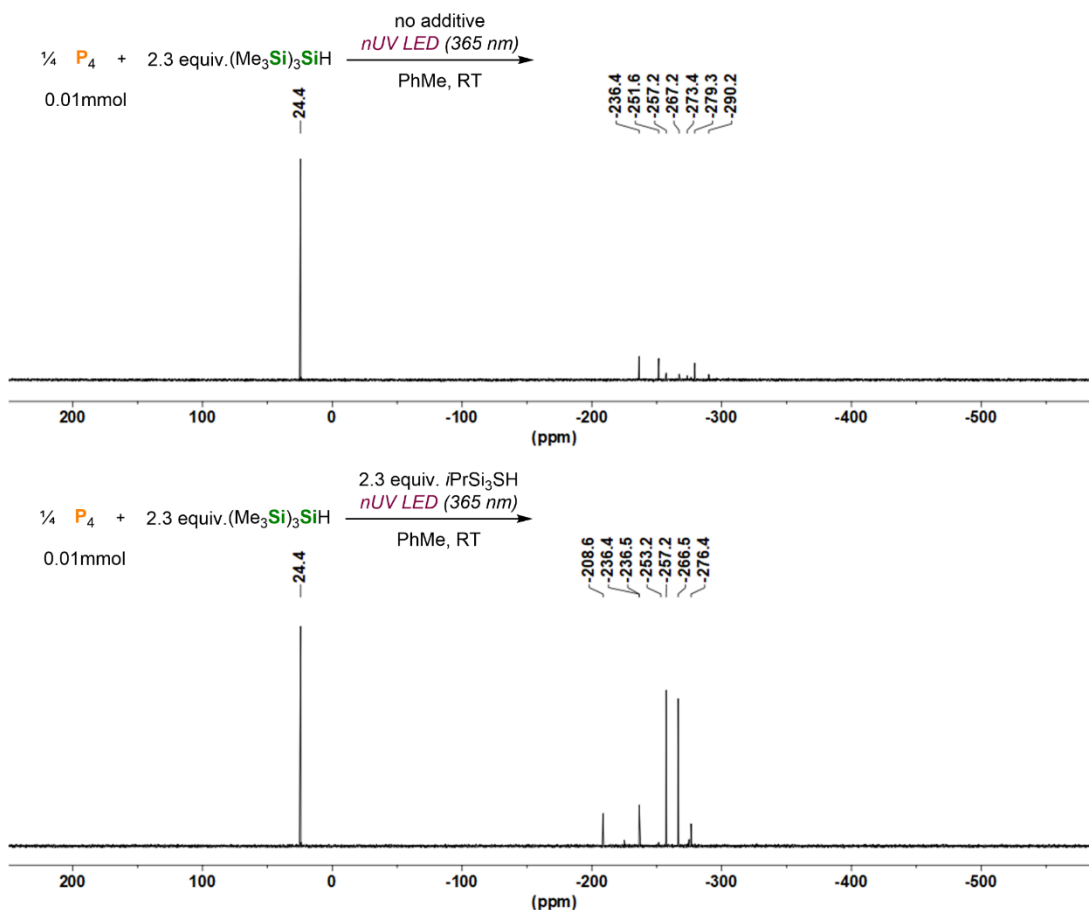 no additive
¼ P₄ + 2.3 equiv.(Me₃Si)₃SiH nUV LED (365 nm)
0.01mmol PhMe, RT
-24.4
-236.4
-251.6
-257.2
-267.2
-273.4
-279.3
-290.2
200 100 0 -100 -200 -300 -400 -500
(ppm)
2.3 equiv. iPrSi₃SH
¼ P₄ + 2.3 equiv.(Me₃Si)₃SiH nUV LED (365 nm)
0.01mmol PhMe, RT
-24.4
-208.6
-236.4
-236.5
-253.2
-257.2
-266.5
-276.4
200 100 0 -100 -200 -300 -400 -500
(ppm)